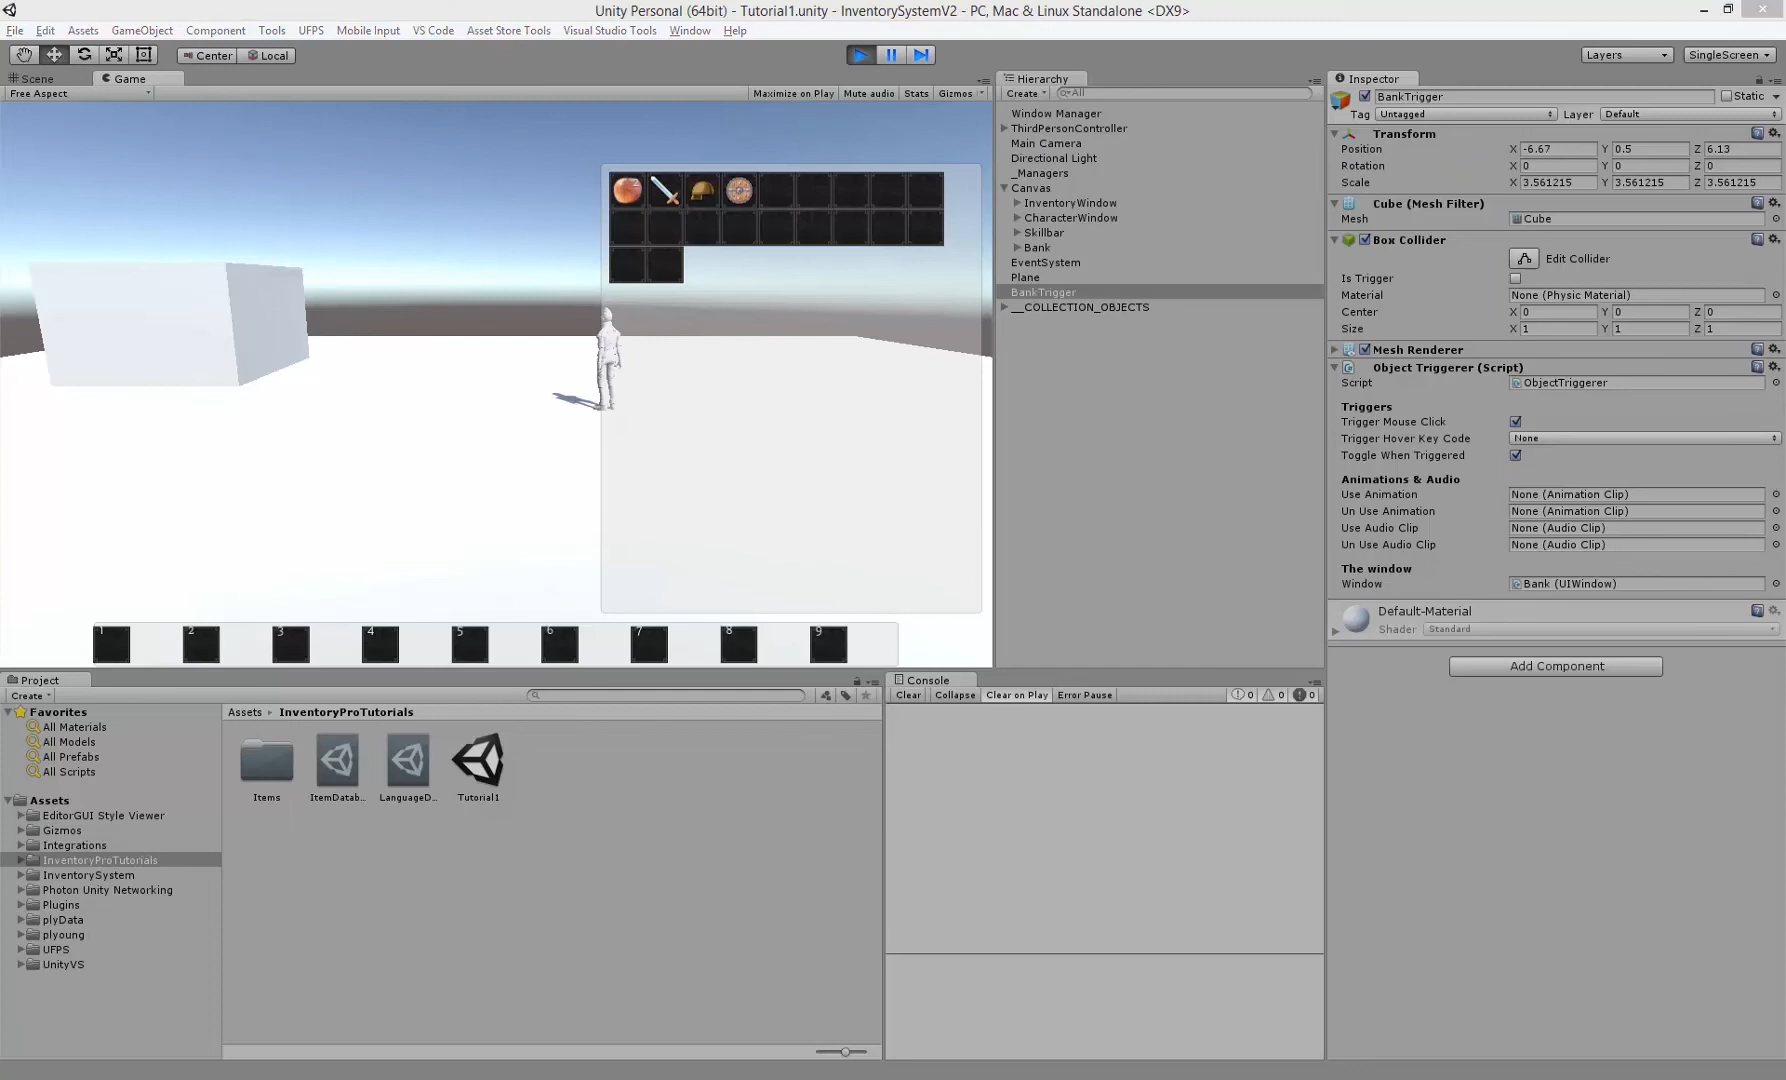 Unity Personal (64bit) - Tutorial1.unity - InventorySystemV2 - PC, Mac & Linux Standalone <DX9>
File Edit Assets GameObject Component Tools UFPS Mobile Input VS Code Asset Store Tools Visual Studio Tools Window Help
Center Local
Layers
SingleScreen
Scene Game
Free Aspect
Maximize on Play Mute audio Stats Gizmos
2
1 2 3 4 5 6 7 8 9
Hierarchy
Create
All
Window Manager
ThirdPersonController
Main Camera
Directional Light
_Managers
Canvas
InventoryWindow
CharacterWindow
Skillbar
Bank
EventSystem
Plane
BankTrigger
__COLLECTION_OBJECTS
Inspector
BankTrigger Static
Tag Untagged Layer Default
Transform
Position X -6.67 Y 0.5 Z 6.13
Rotation X 0 Y 0 Z 0
Scale X 3.561215 Y 3.561215 Z 3.561215
Cube (Mesh Filter)
Mesh Cube
Box Collider
Edit Collider
Is Trigger
Material None (Physic Material)
Center X 0 Y 0 Z 0
Size X 1 Y 1 Z 1
Mesh Renderer
Object Triggerer (Script)
Script ObjectTriggerer
Triggers
Trigger Mouse Click
Trigger Hover Key Code None
Toggle When Triggered
Animations & Audio
Use Animation None (Animation Clip)
Un Use Animation None (Animation Clip)
Use Audio Clip None (Audio Clip)
Un Use Audio Clip None (Audio Clip)
The window
Window Bank (UIWindow)
Default-Material
Shader Standard
Add Component
Project
Create
Favorites
All Materials
All Models
All Prefabs
All Scripts
Assets
EditorGUI Style Viewer
Gizmos
Integrations
InventoryProTutorials
InventorySystem
Photon Unity Networking
Plugins
plyData
plyoung
UFPS
UnityVS
Assets InventoryProTutorials
Items ItemDatab... LanguageD... Tutorial1
Console
Clear Collapse Clear on Play Error Pause 0 0 0